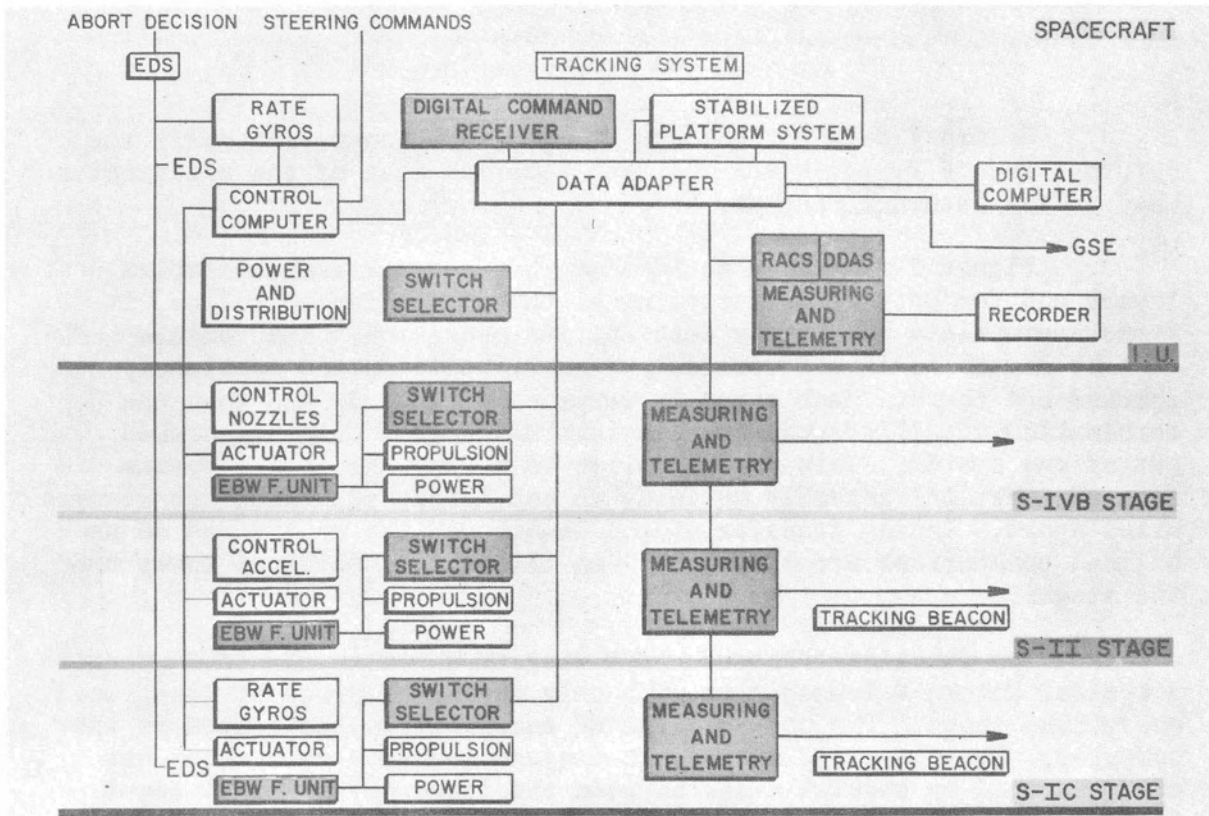 ABORT DECISION STEERING COMMANDS
SPACECRAFT
EDS
TRACKING SYSTEM
RATE
GYROS
DIGITAL COMMAND
RECEIVER
STABILIZED
PLATFORM SYSTEM
EDS
CONTROL
COMPUTER
DATA ADAPTER
DIGITAL
COMPUTER
GSE
POWER
AND
DISTRIBUTION
SWITCH
SELECTOR
RACS DDAS
MEASURING
AND
TELEMETRY
RECORDER
I.U.
CONTROL
NOZZLES
SWITCH
SELECTOR
ACTUATOR
PROPULSION
EBW F. UNIT
POWER
MEASURING
AND
TELEMETRY
S-IVB STAGE
CONTROL
ACCEL.
SWITCH
SELECTOR
ACTUATOR
PROPULSION
EBW F. UNIT
POWER
MEASURING
AND
TELEMETRY
TRACKING BEACON
S-II STAGE
RATE
GYROS
SWITCH
SELECTOR
ACTUATOR
PROPULSION
EDS
EBW F. UNIT
POWER
MEASURING
AND
TELEMETRY
TRACKING BEACON
S-IC STAGE